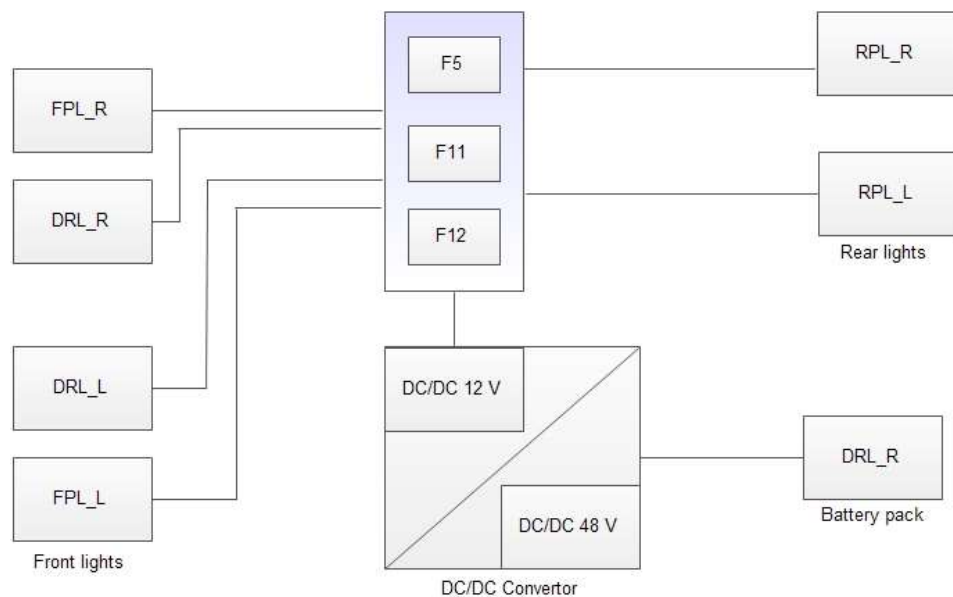 F5
RPL_R
FPL_R
F11
DRL_R
RPL_L
F12
Rear lights
DRL_L
DC/DC 12 V
DRL_R
FPL_L
DC/DC 48 V
Battery pack
Front lights
DC/DC Convertor